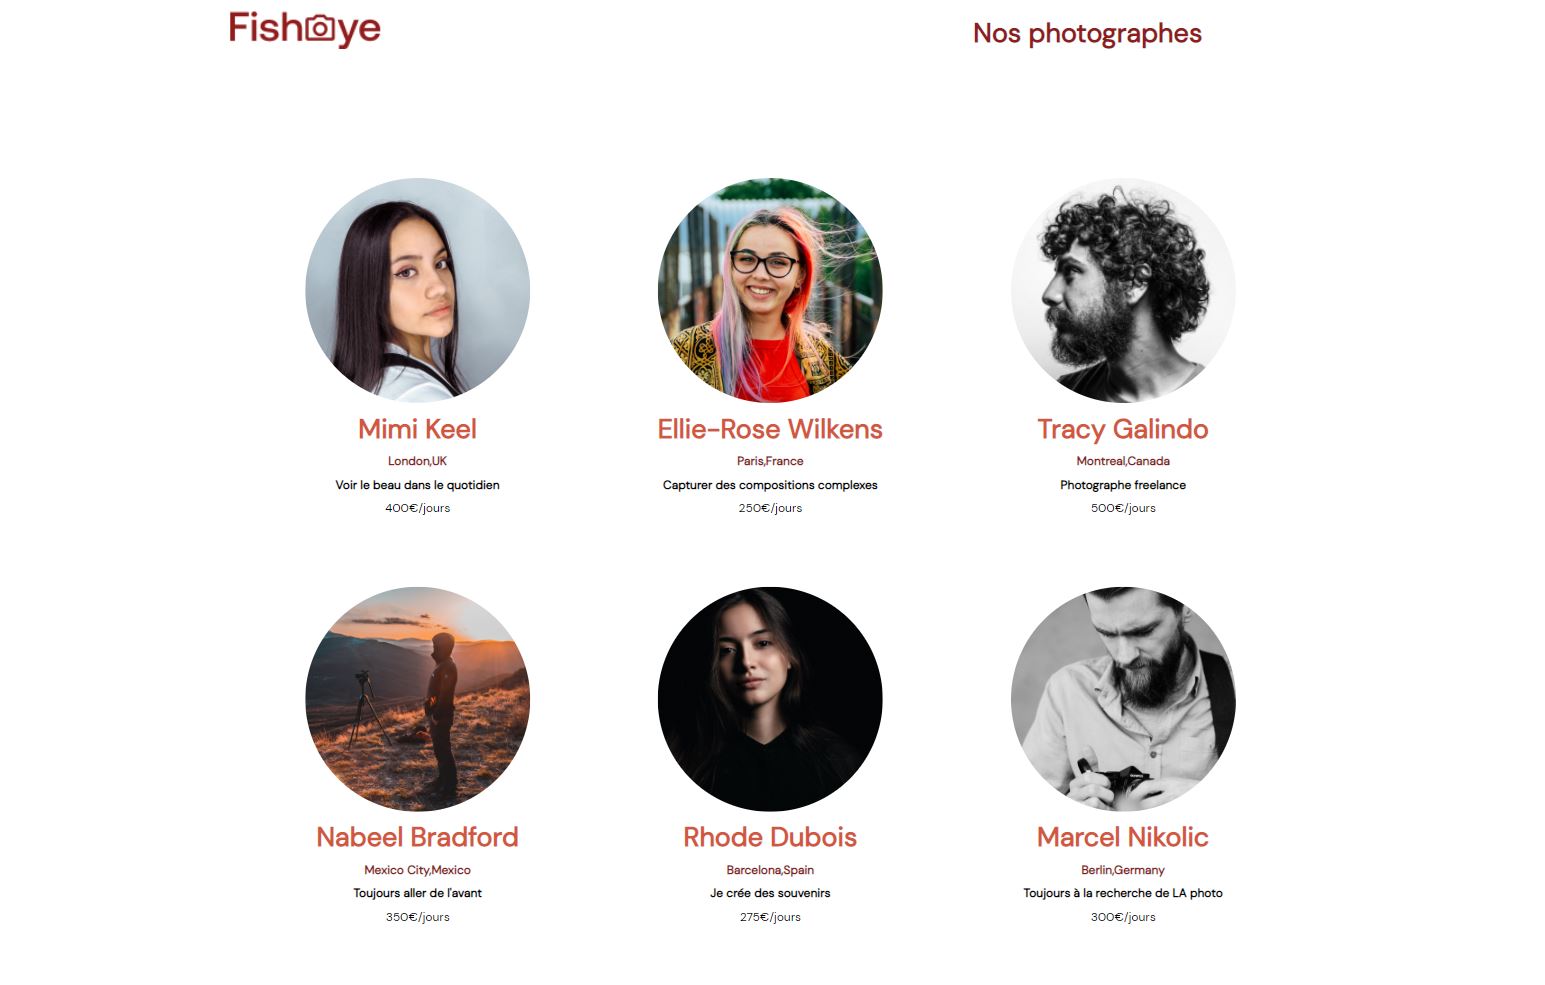 Fisheye
Nos photographes
Mimi Keel
London,UK
Voir le beau dans le quotidien
400€/jours
Ellie-Rose Wilkens
Paris,France
Capturer des compositions complexes
250€/jours
Tracy Galindo
Montreal,Canada
Photographe freelance
500€/jours
Nabeel Bradford
Mexico City,Mexico
Toujours aller de l'avant
350€/jours
Rhode Dubois
Barcelona,Spain
Je crée des souvenirs
275€/jours
Marcel Nikolic
Berlin,Germany
Toujours à la recherche de LA photo
300€/jours